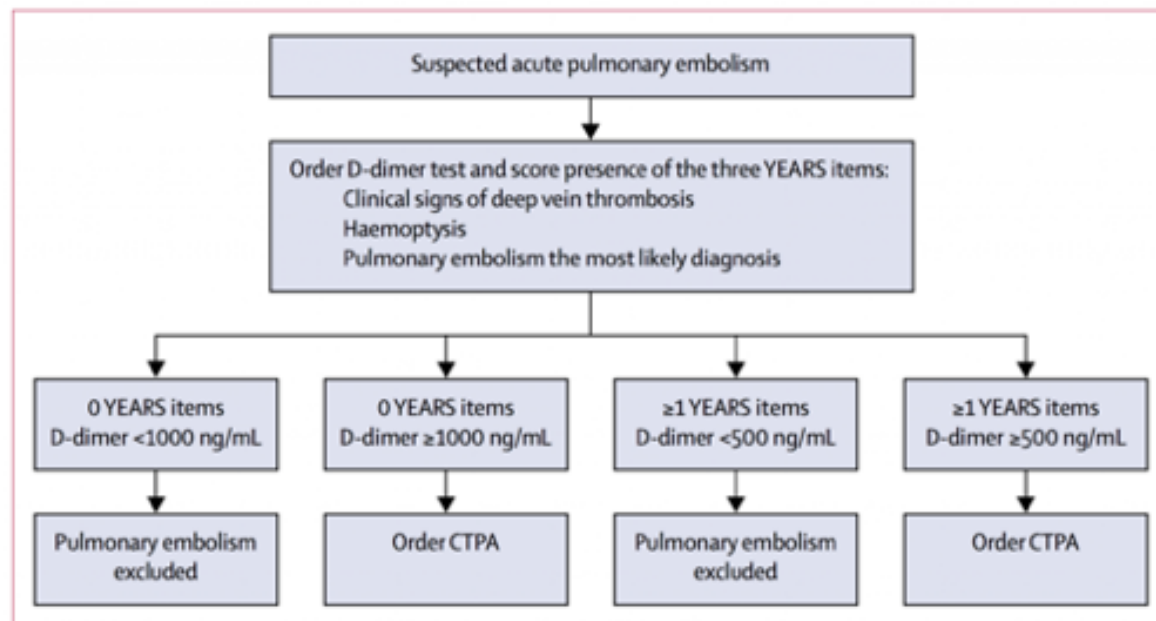 Suspected acute pulmonary embolism
Order D-dimer test and score presence of the three YEARS items:
Clinical signs of deep vein thrombosis
Haemoptysis
Pulmonary embolism the most likely diagnosis
0 YEARS items
D-dimer <1000 ng/mL
0 YEARS items
D-dimer ≥1000 ng/mL
≥1 YEARS items
D-dimer <500 ng/mL
≥1 YEARS items
D-dimer ≥500 ng/mL
Pulmonary embolism
excluded
Order CTPA
Pulmonary embolism
excluded
Order CTPA